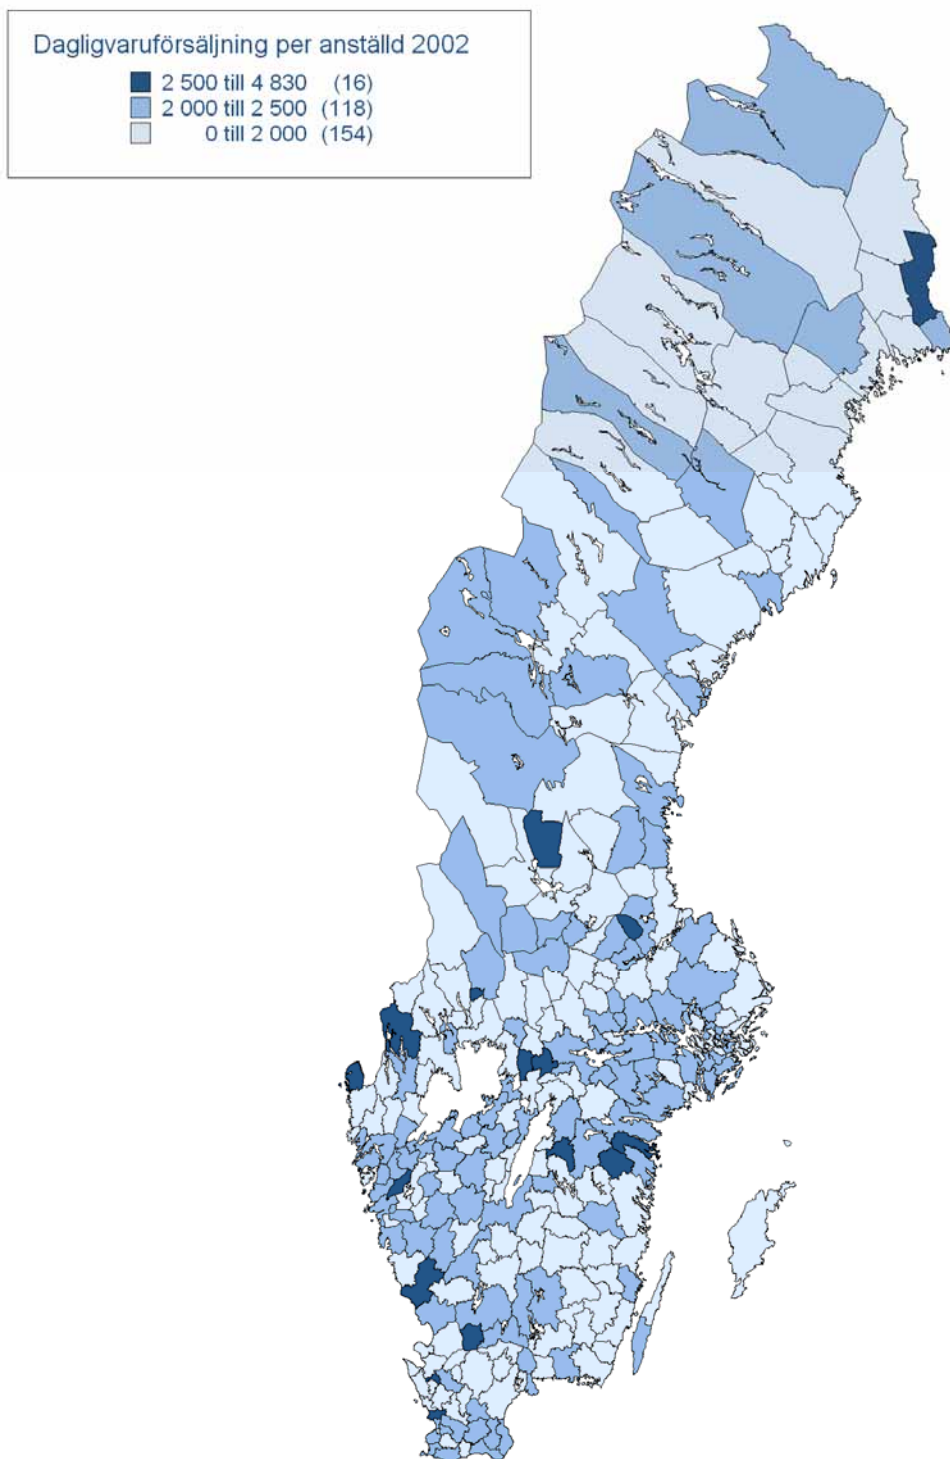 Dagligvaruförsäljning per anställd 2002
2 500 till 4 830 (16)
2 000 till 2 500 (118)
0 till 2 000 (154)